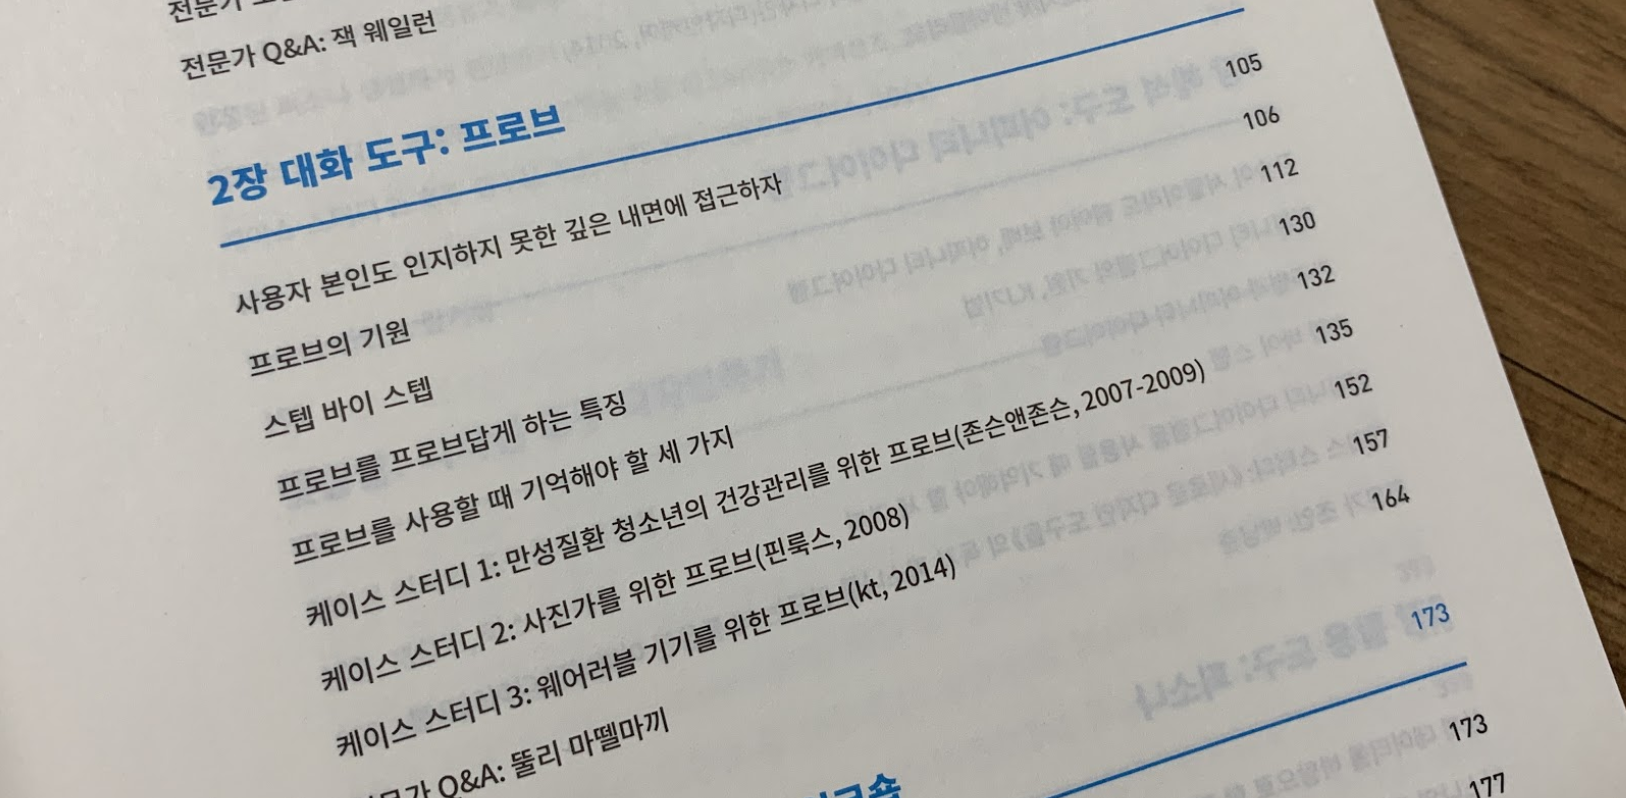 전문가
전문가 Q&A: 잭 웨일런
2장 대화 도구: 프로브
사용자 본인도 인지하지 못한 깊은 내면에 접근하자 105
프로브의 기원 106
스텝 바이 스텝 112
프로브를 프로브답게 하는 특징 130
프로브를 사용할 때 기억해야 할 세 가지 132
케이스 스터디 1: 만성질환 청소년의 건강관리를 위한 프로브(존슨앤존슨, 2007-2009) 135
케이스 스터디 2: 사진가를 위한 프로브(핀룩스, 2008) 152
케이스 스터디 3: 웨어러블 기기를 위한 프로브(kt, 2014) 157
전문가 Q&A: 뚤리 마뗄마끼 164
173
173
177